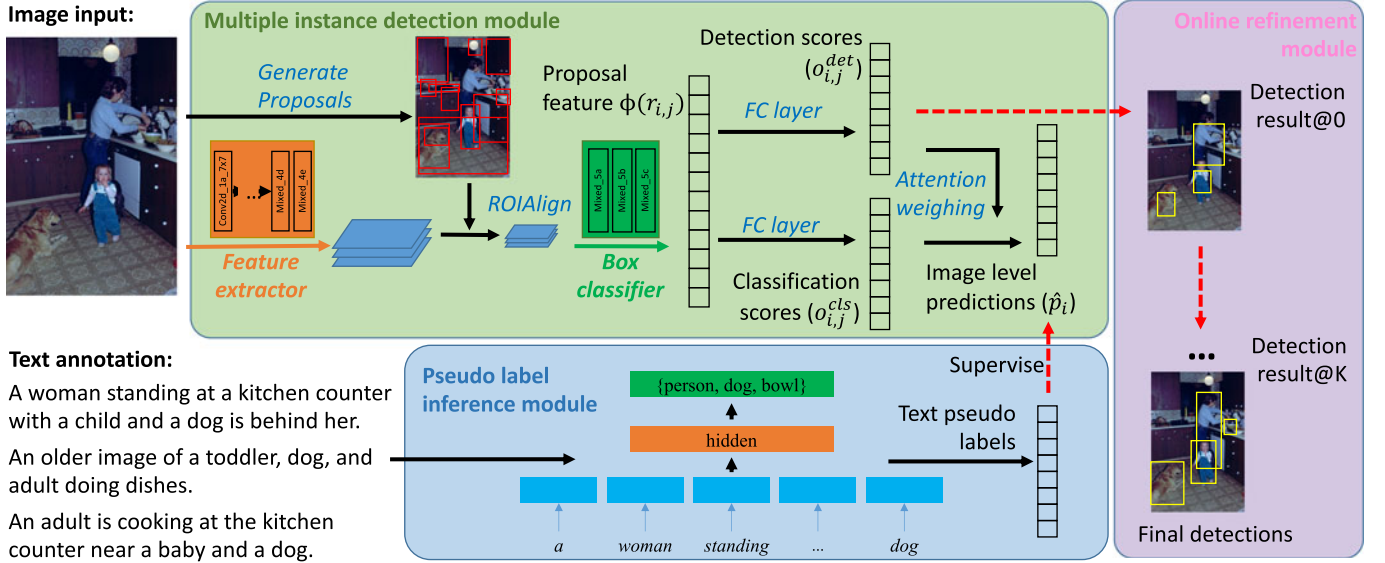 Image input:
Multiple instance detection module
Online refinement
module
Generate
Proposals
Proposal
feature ϕ(r_{i,j})
Detection scores
(o_{i,j}^{det})
FC layer
Detection
result@0
Conv2d_1a_7x7
...
Mixed_4d
Mixed_4e
Feature
extractor
ROIAlign
Mixed_5a
Mixed_5b
Mixed_5c
Box
classifier
Attention
weighing
FC layer
Classification
scores (o_{i,j}^{cls})
Image level
predictions (p̂_i)
...
Detection
result@K
Final detections
Text annotation:
A woman standing at a kitchen counter
with a child and a dog is behind her.
An older image of a toddler, dog, and
adult doing dishes.
An adult is cooking at the kitchen
counter near a baby and a dog.
Pseudo label
inference module
{person, dog, bowl}
hidden
a
woman
standing
...
dog
Text pseudo
labels
Supervise